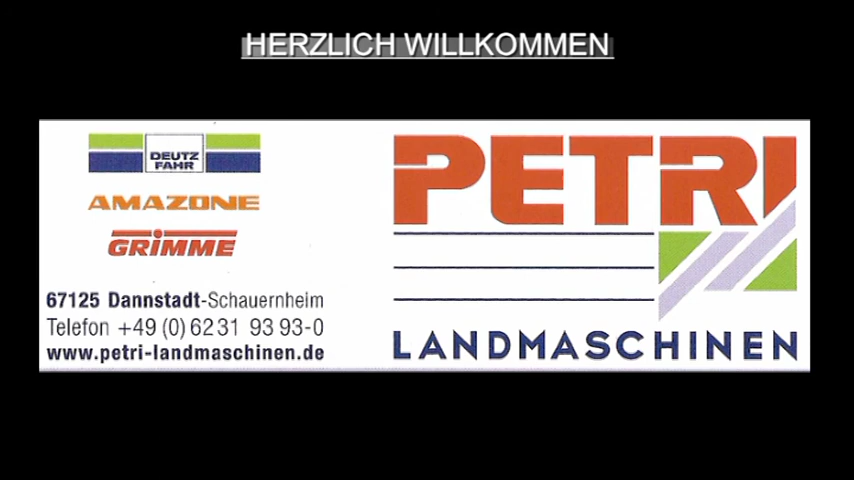 HERZLICH WILLKOMMEN
DEUTZ
FAHR
AMAZONE
GRIMME
67125 Dannstadt-Schauernheim
Telefon +49 (0) 62 31 93 93-0
www.petri-landmaschinen.de
PETRI
LANDMASCHINEN